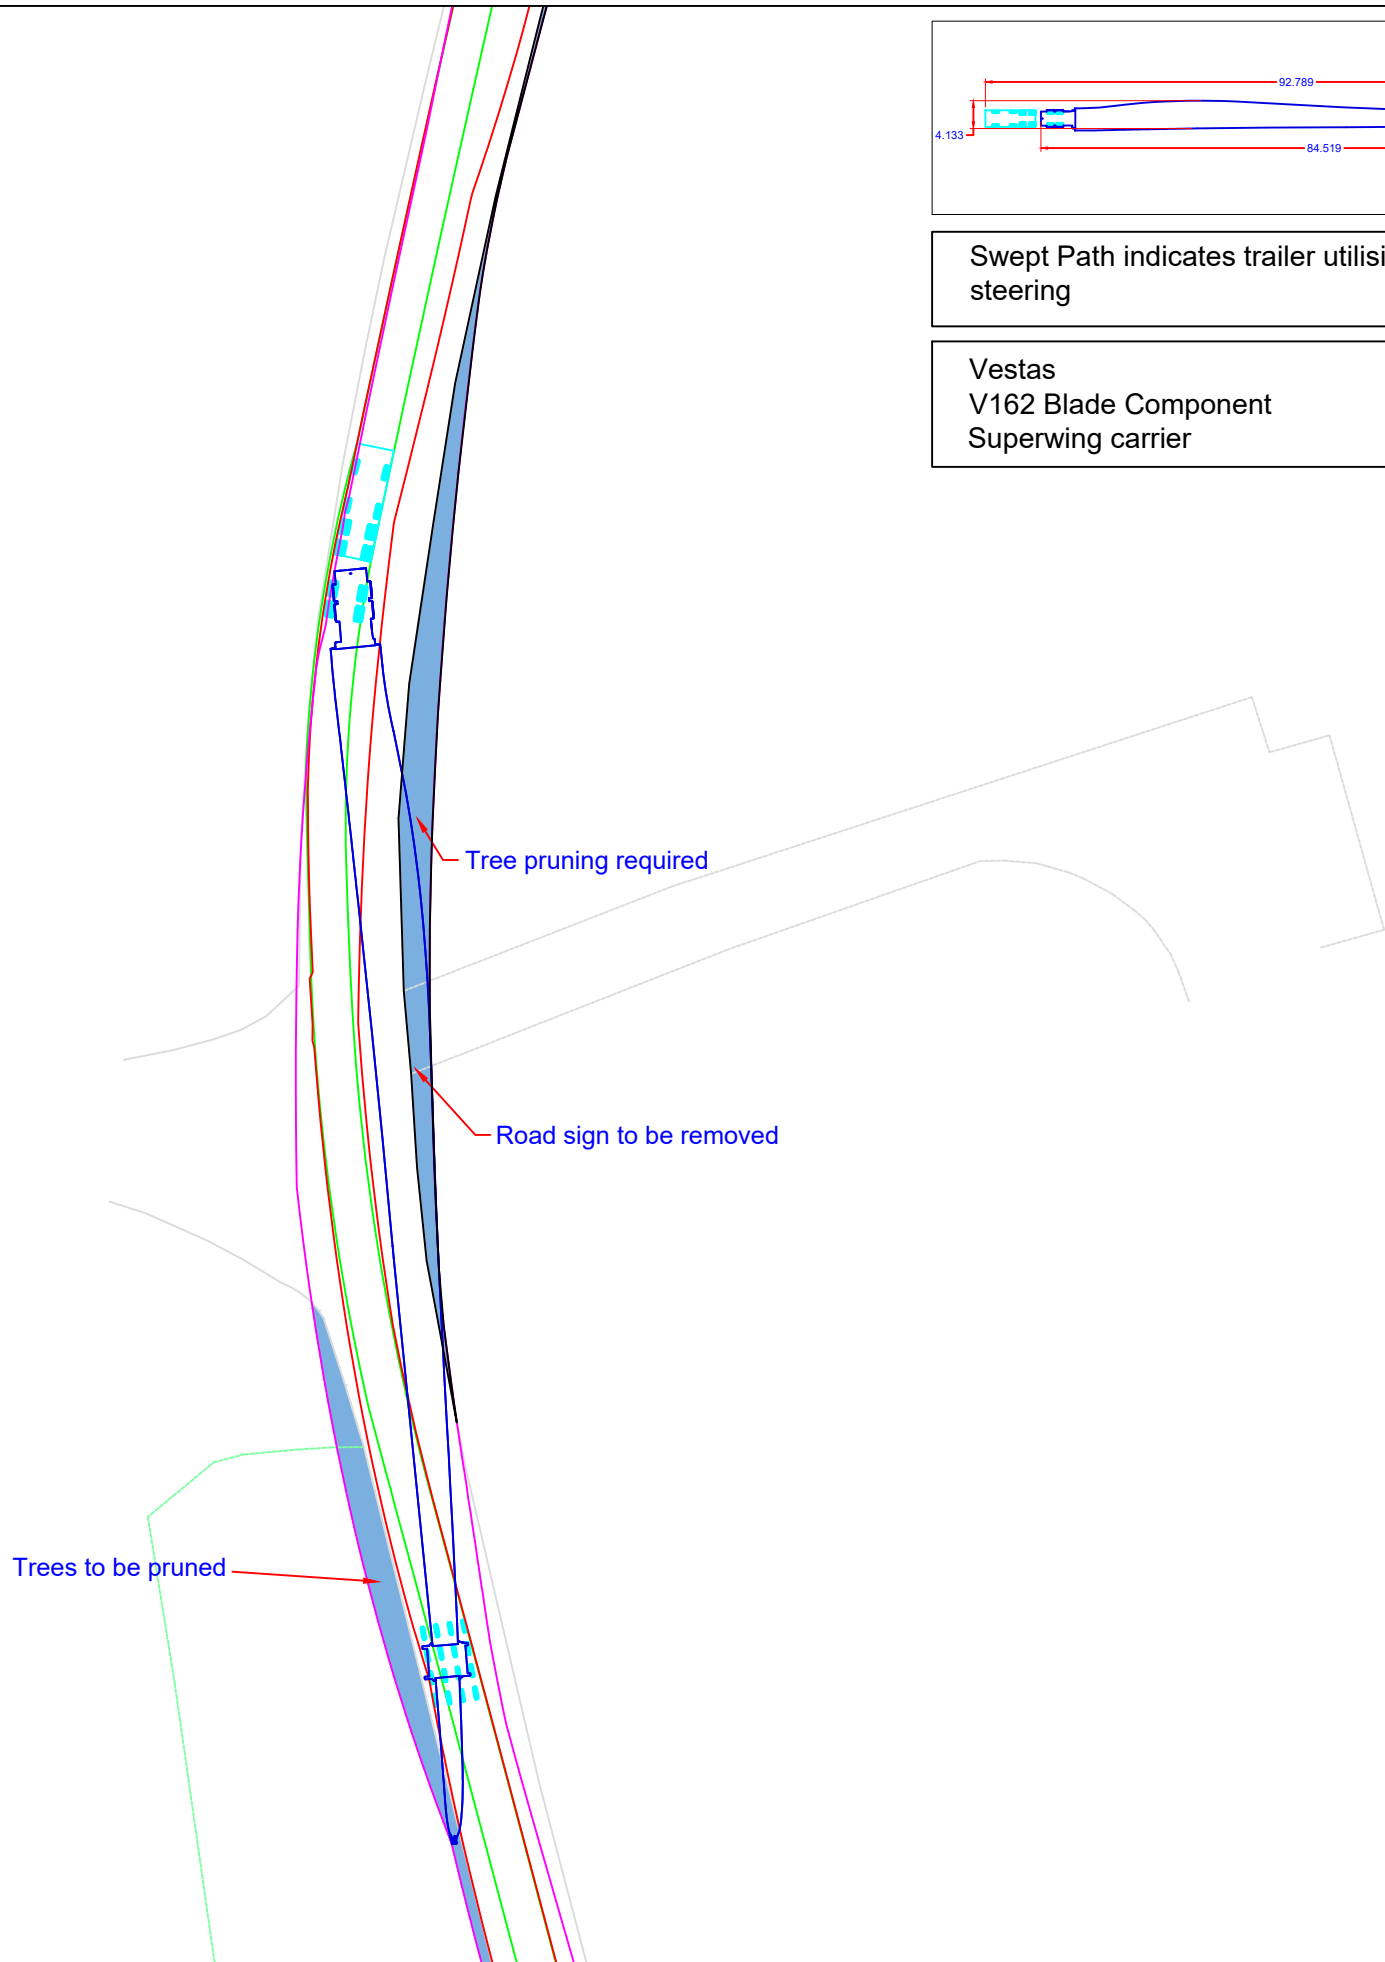 92.789
4.133
84.519
Swept Path indicates trailer utilisi
steering
Vestas
V162 Blade Component
Superwing carrier
Tree pruning required
Road sign to be removed
Trees to be pruned